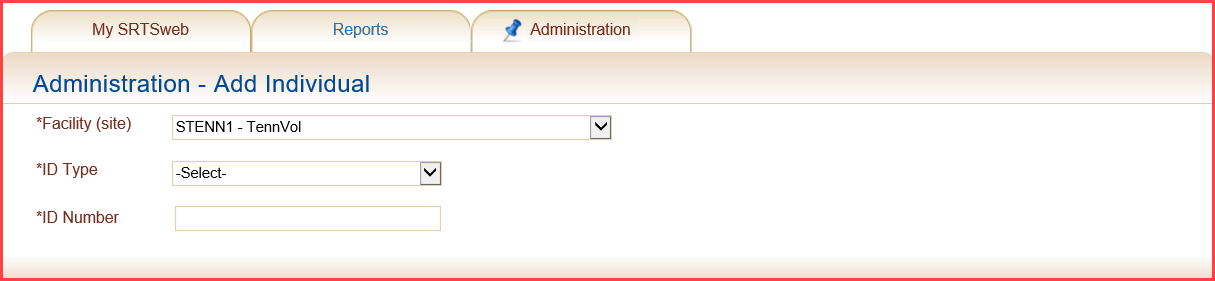 My SRTSweb Reports Administration
Administration - Add Individual
*Facility (site) STENN1 - TennVol
*ID Type -Select-
*ID Number